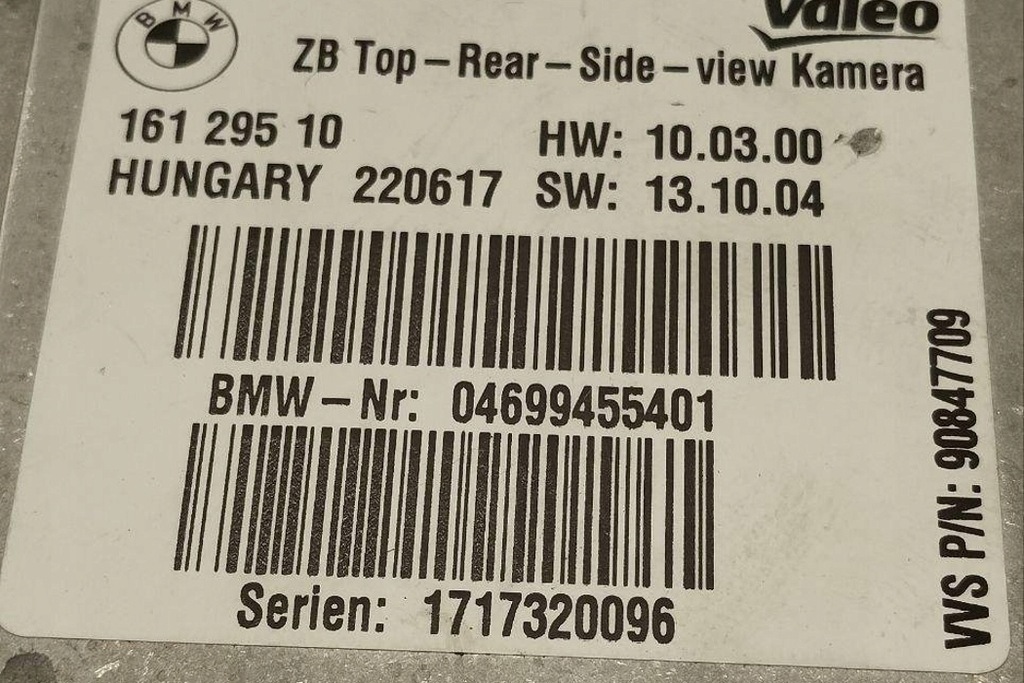 BMW
Valeo
ZB Top-Rear-Side-view Kamera
161 295 10
HW: 10.03.00
HUNGARY 220617 SW: 13.10.04
BMW-Nr: 04699455401
Serien: 1717320096
VVS P/N: 90847709